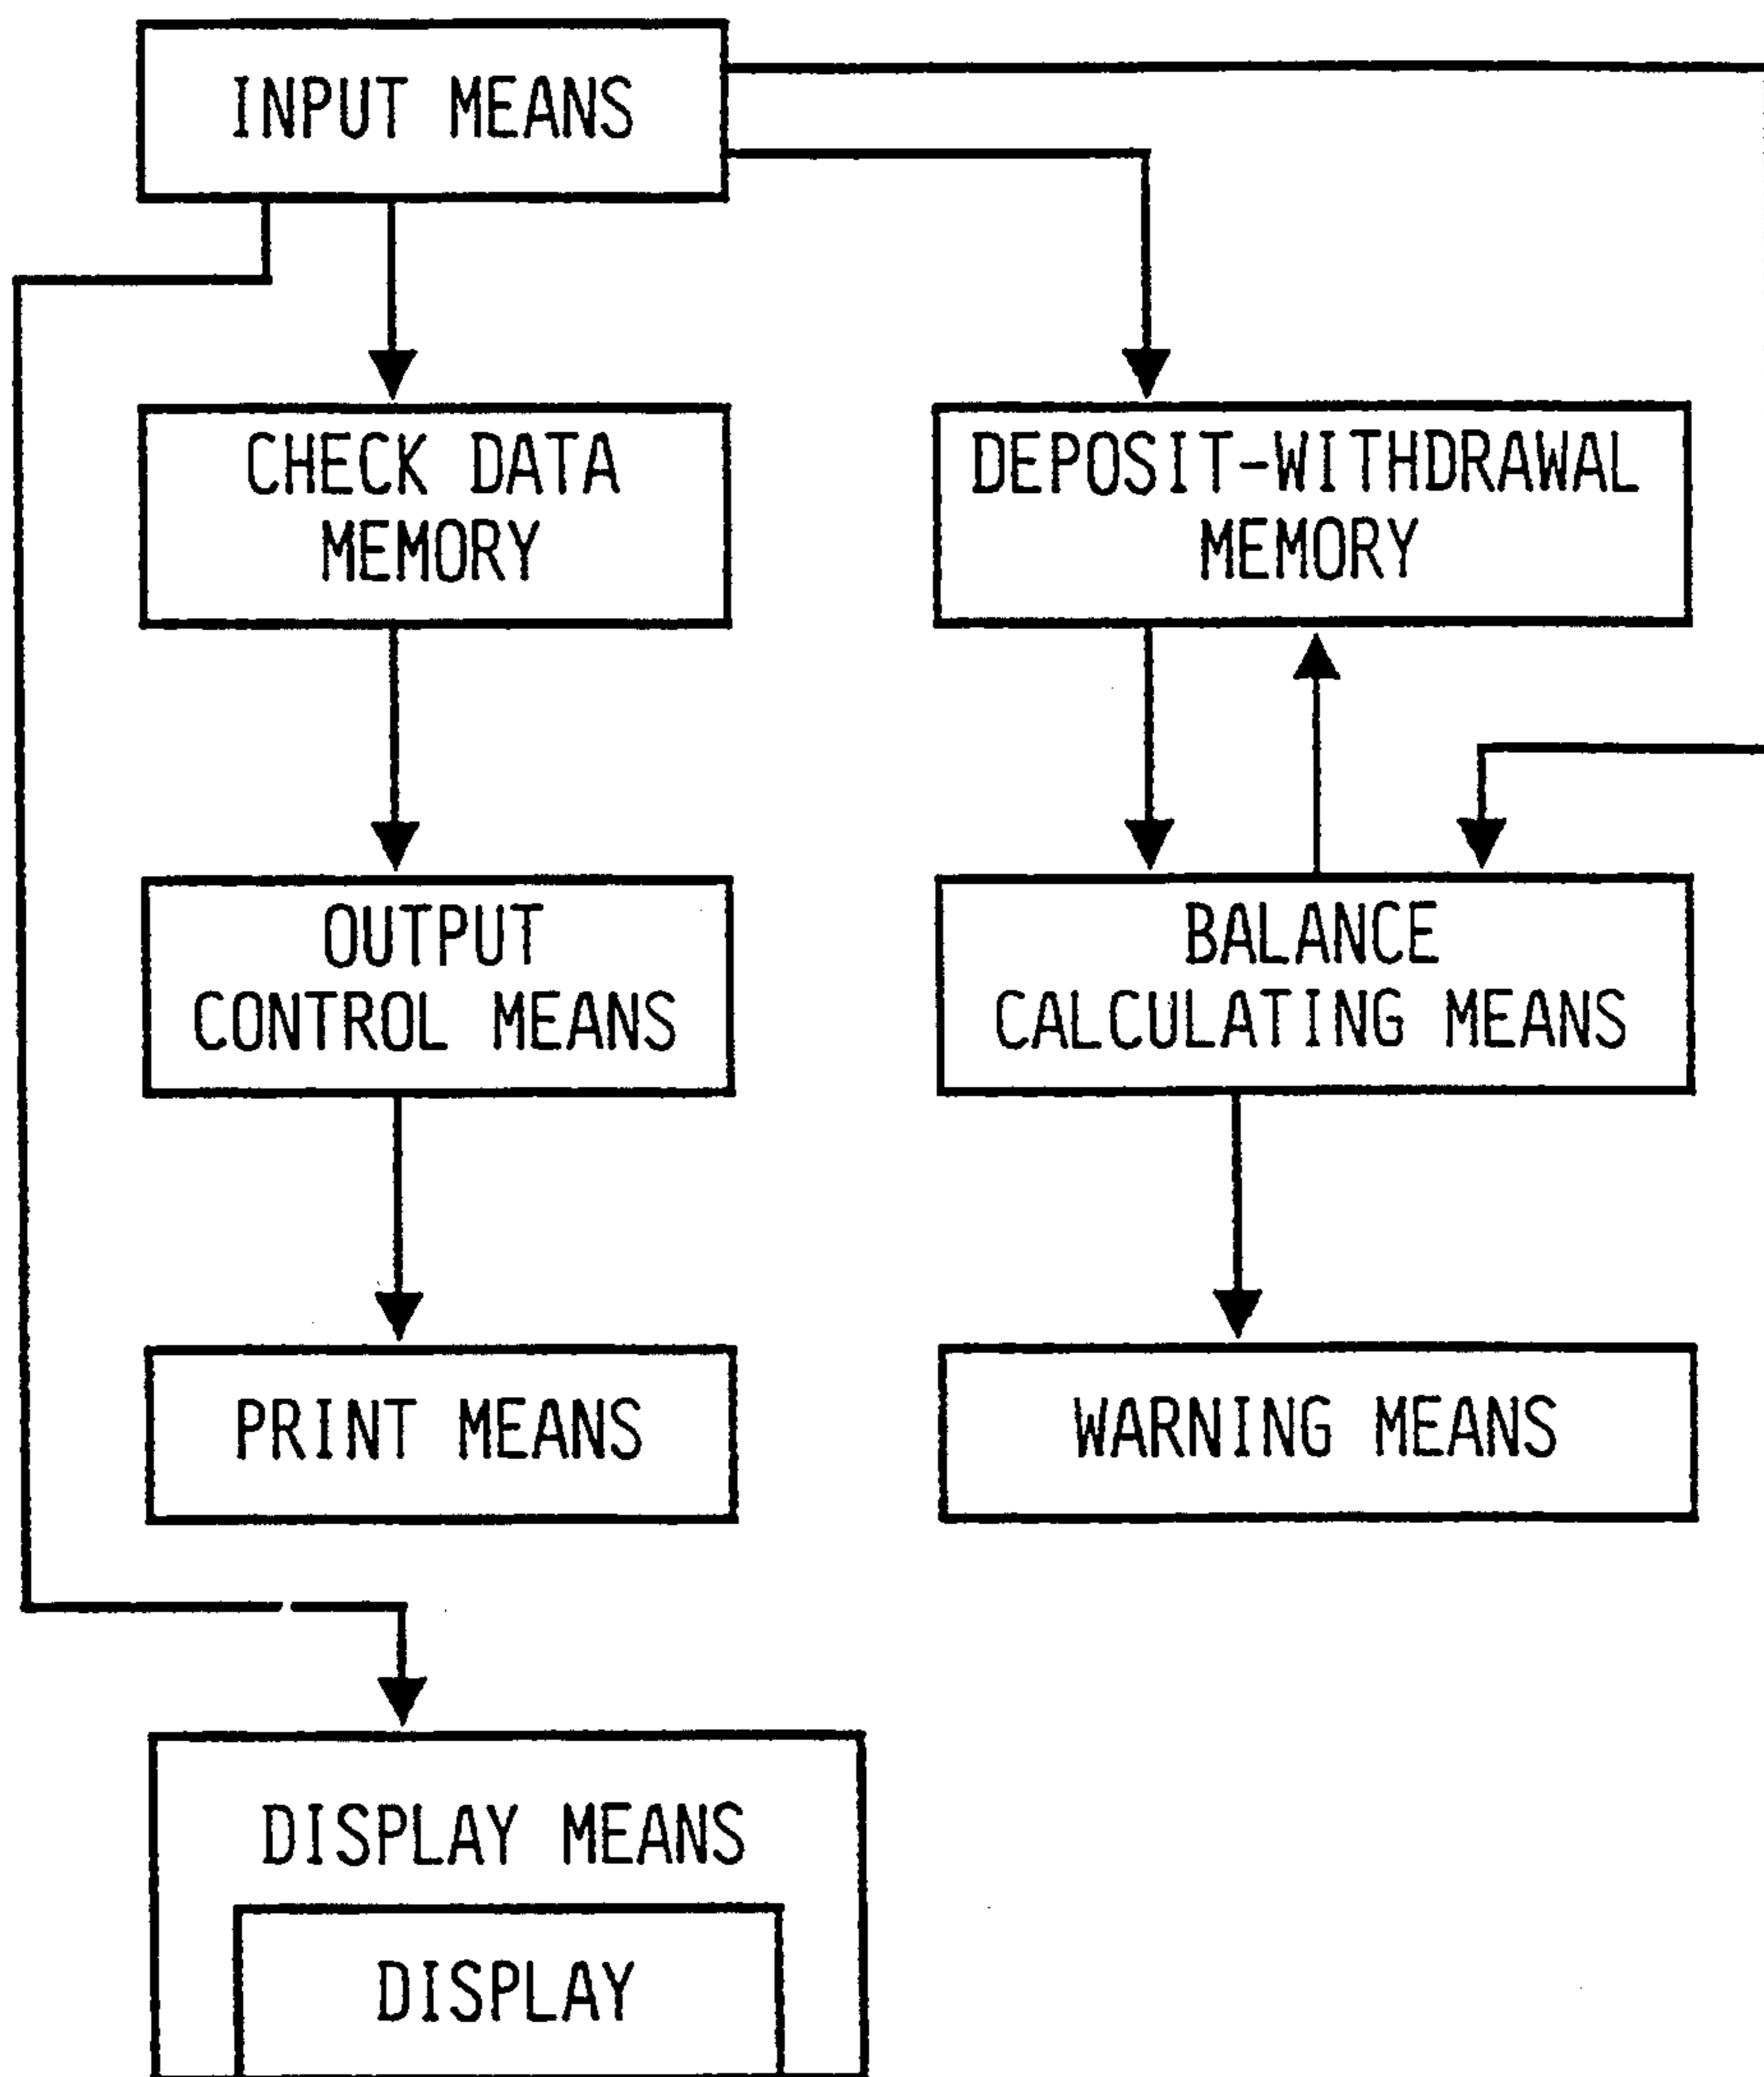 INPUT MEANS
CHECK DATA
MEMORY
DEPOSIT-WITHDRAWAL
MEMORY
OUTPUT
CONTROL MEANS
BALANCE
CALCULATING MEANS
PRINT MEANS
WARNING MEANS
DISPLAY MEANS
DISPLAY